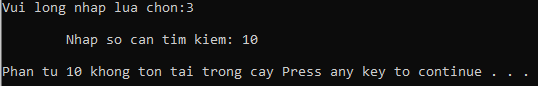 Vui long nhap lua chon:3
Nhap so can tim kiem: 10
Phan tu 10 khong ton tai trong cay Press any key to continue . . .